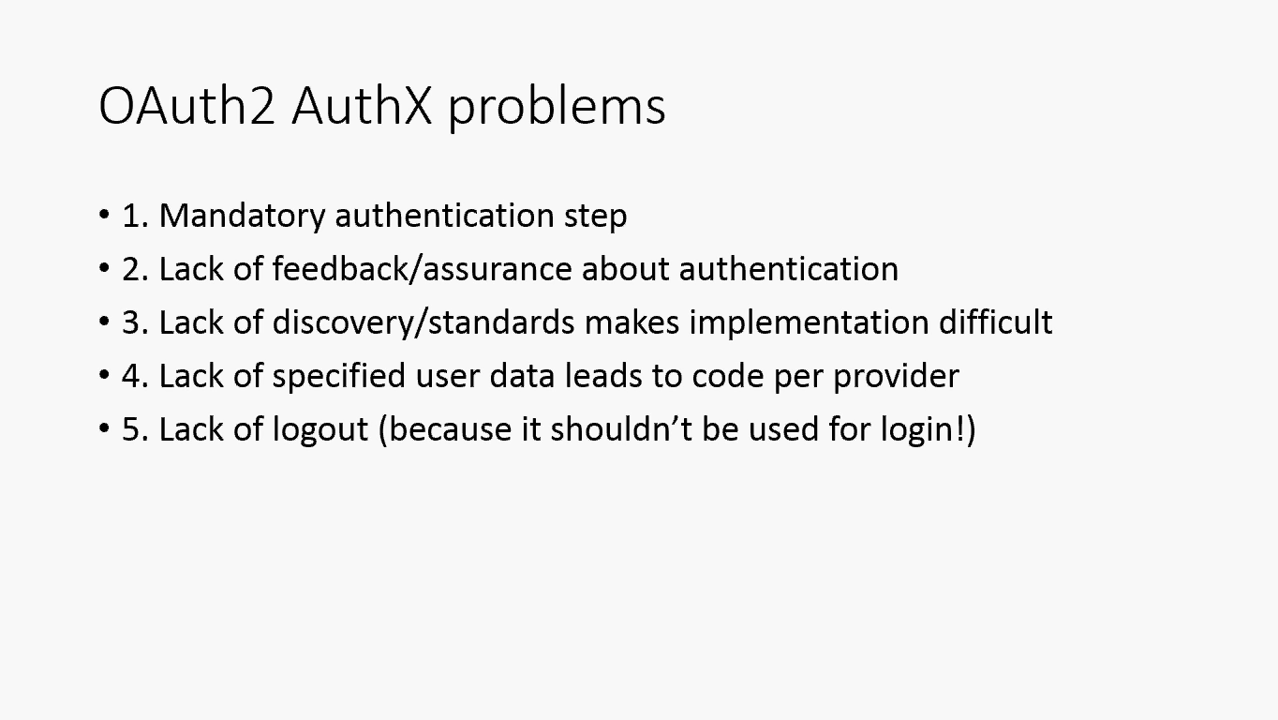 OAuth2 AuthX problems
• 1. Mandatory authentication step
• 2. Lack of feedback/assurance about authentication
• 3. Lack of discovery/standards makes implementation difficult
• 4. Lack of specified user data leads to code per provider
• 5. Lack of logout (because it shouldn’t be used for login!)